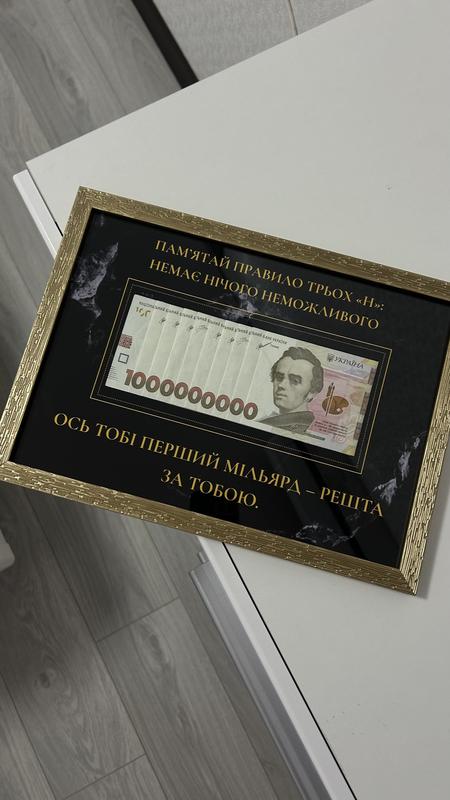 ПАМ'ЯТАЙ ПРАВИЛО ТРЬОХ «Н»:
НЕМАЄ НІЧОГО НЕМОЖЛИВОГО
УКРАЇНА
1000000000
ОСЬ ТОБІ ПЕРШИЙ МІЛЬЯРД – РЕШТА
ЗА ТОБОЮ.